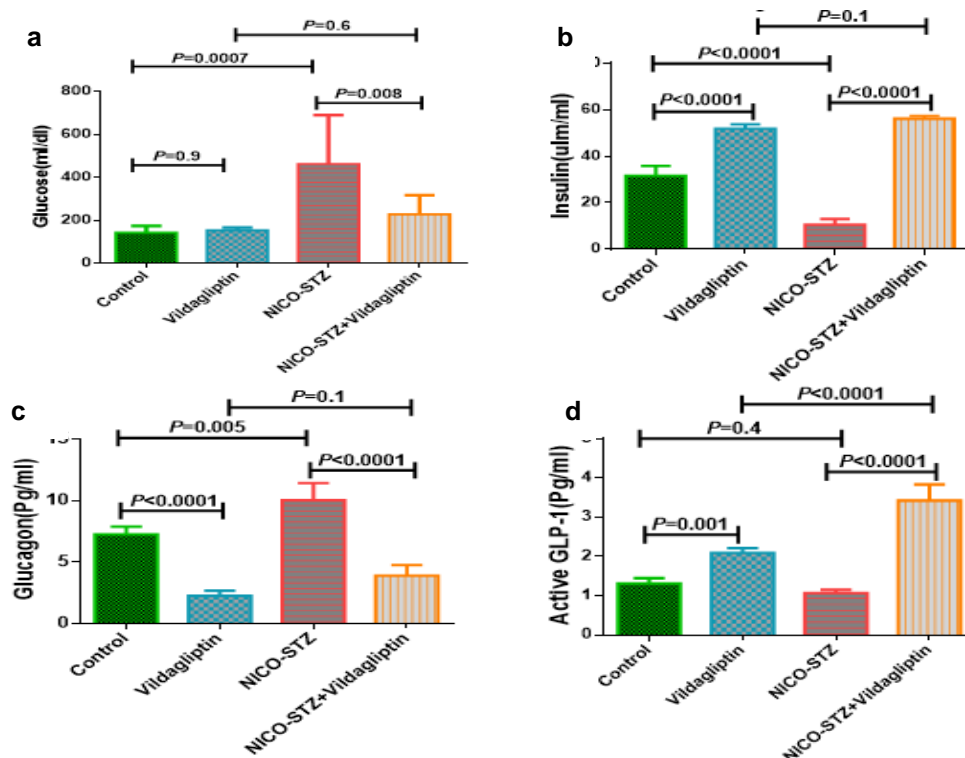 a
P=0.6
P=0.0007
P=0.008
P=0.9
Glucose(ml/dl)
800
600
400
200
0
Control
Vildagliptin
NICO-STZ
NICO-STZ+Vildagliptin
b
P=0.1
P<0.0001
P<0.0001
P<0.0001
Insulin(ulm/ml)
60
40
20
0
Control
Vildagliptin
NICO-STZ
NICO-STZ+Vildagliptin
c
P=0.1
P=0.005
P<0.0001
P<0.0001
Glucagon(Pg/ml)
15
10
5
0
Control
Vildagliptin
NICO-STZ
NICO-STZ+Vildagliptin
d
P<0.0001
P=0.4
P<0.0001
P=0.001
Active GLP-1(Pg/ml)
5
4
3
2
1
0
Control
Vildagliptin
NICO-STZ
NICO-STZ+Vildagliptin